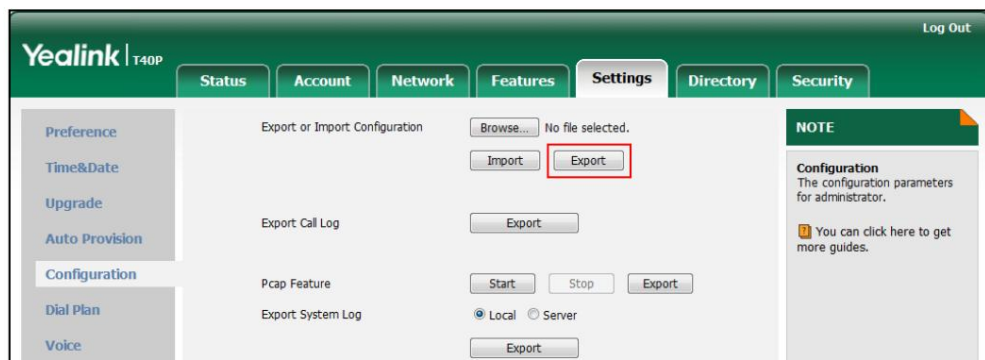 Log Out
Yealink | T40P
Status Account Network Features Settings Directory Security
Preference
Time&Date
Upgrade
Auto Provision
Configuration
Dial Plan
Voice
Export or Import Configuration Browse... No file selected.
Import Export
Export Call Log Export
Pcap Feature Start Stop Export
Export System Log Local Server
Export
NOTE
Configuration
The configuration parameters
for administrator.
You can click here to get
more guides.